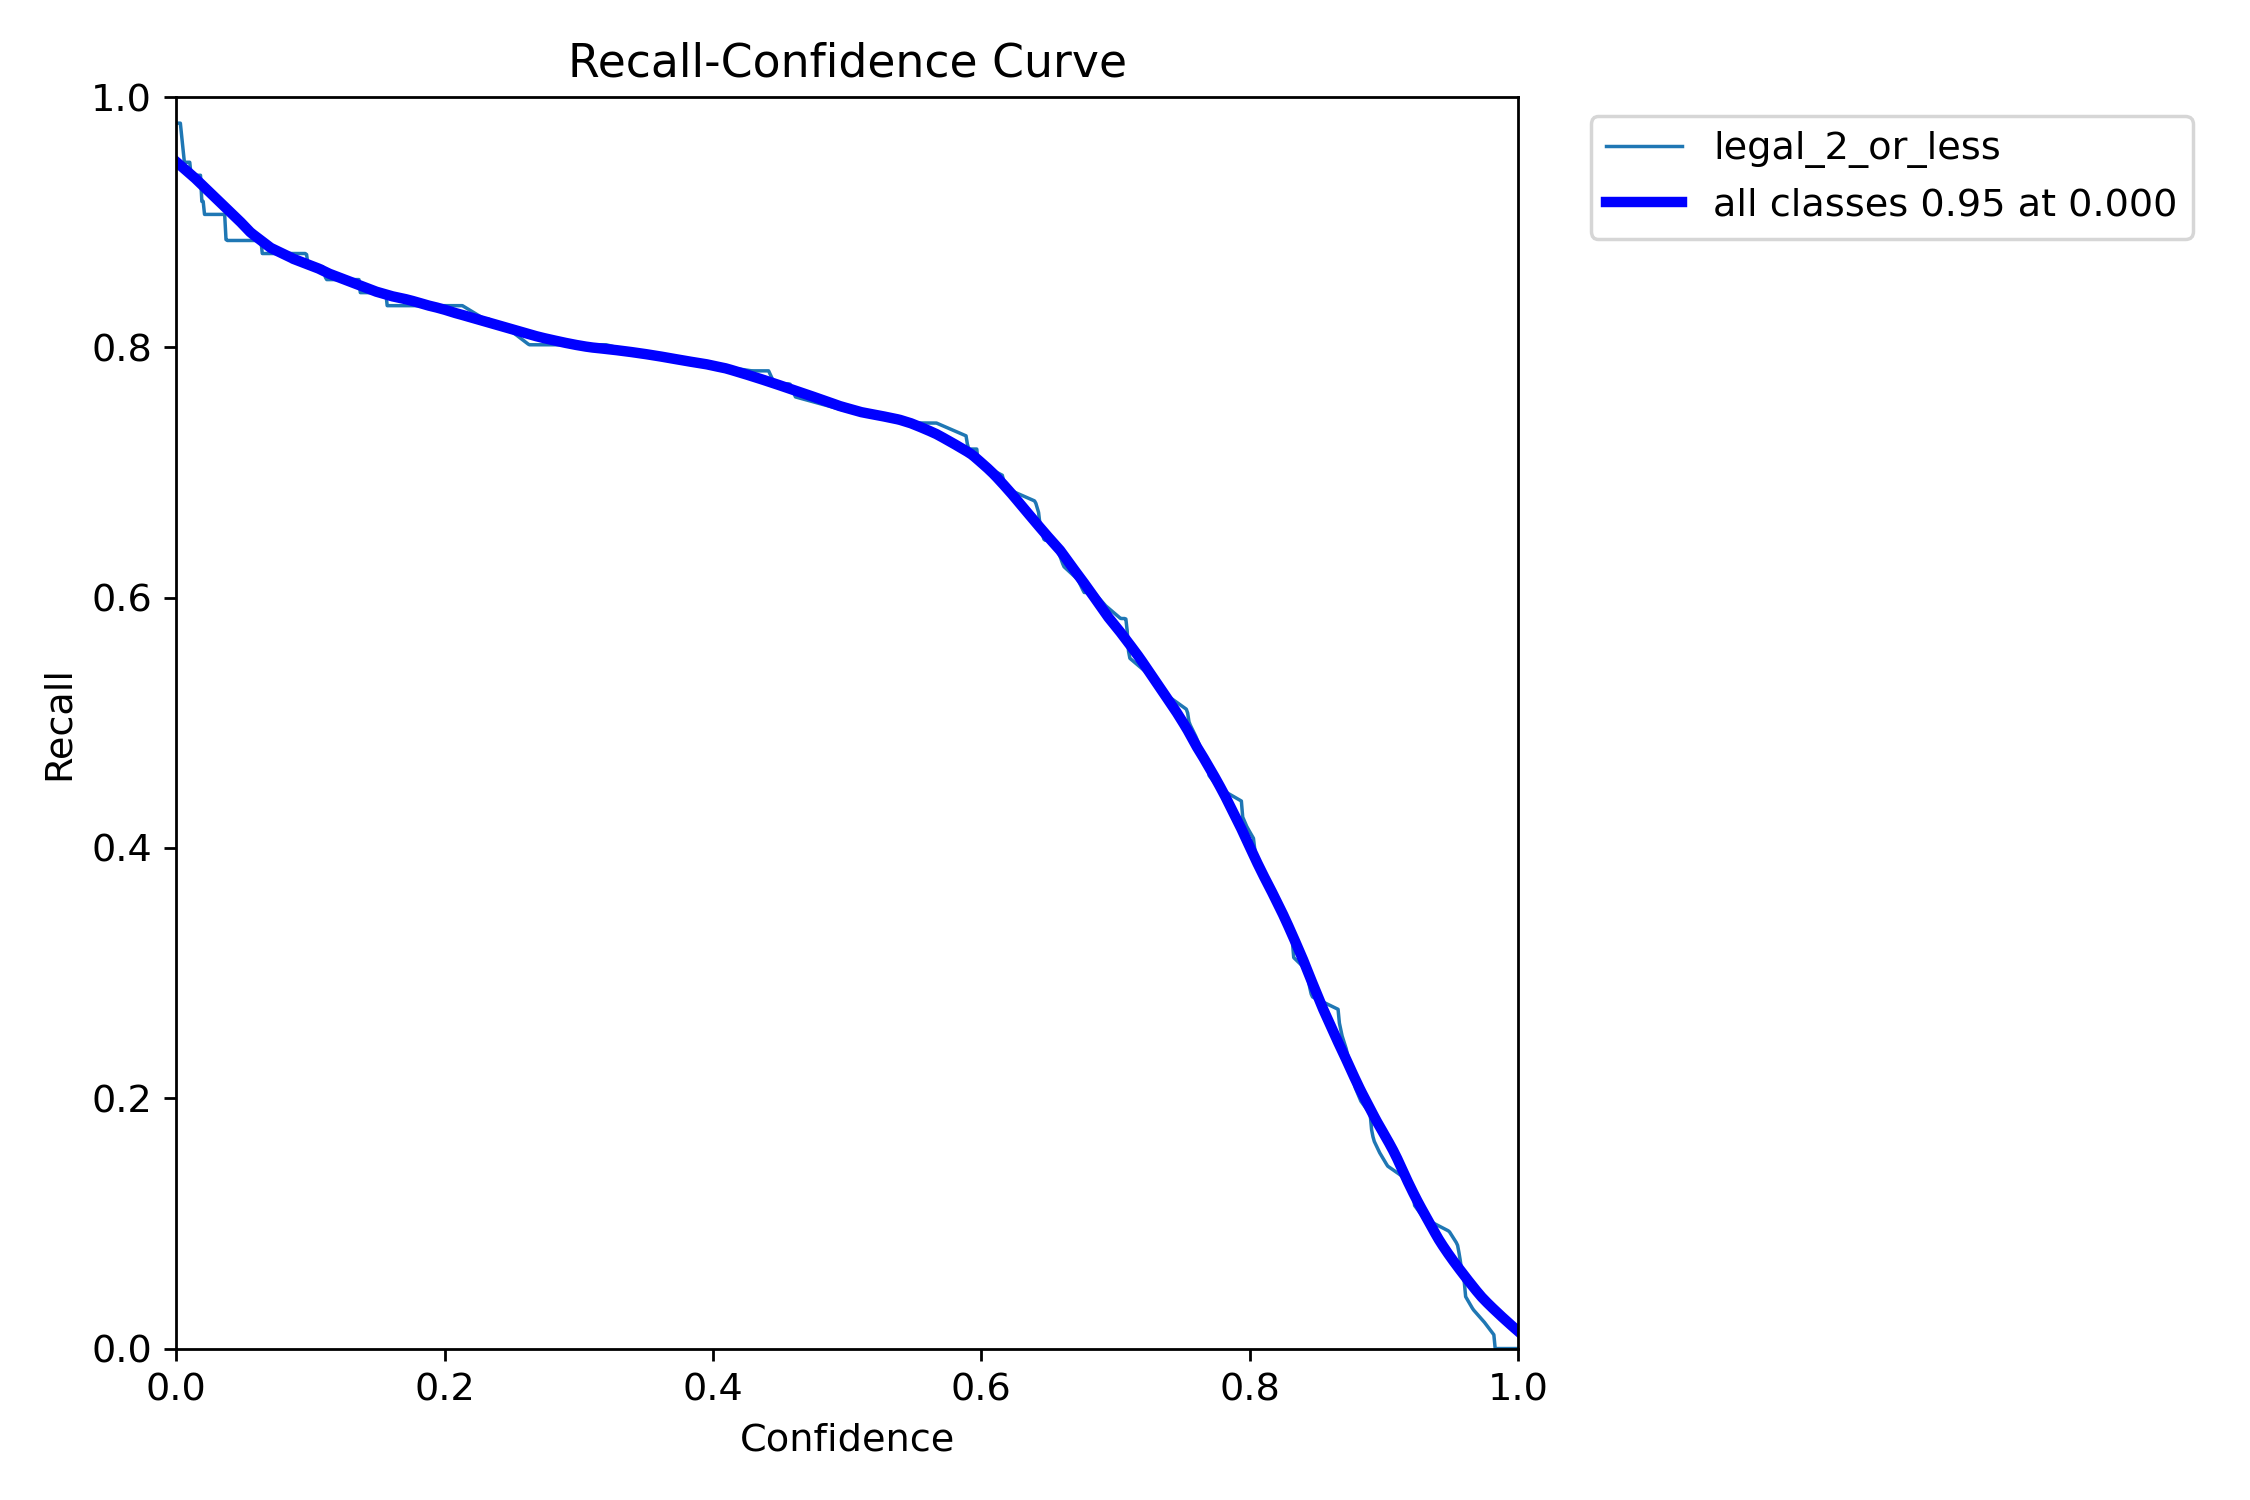 Recall-Confidence Curve
1.0
0.8
0.6
0.4
0.2
0.0
Recall
0.0 0.2 0.4 0.6 0.8 1.0
Confidence
legal_2_or_less
all classes 0.95 at 0.000